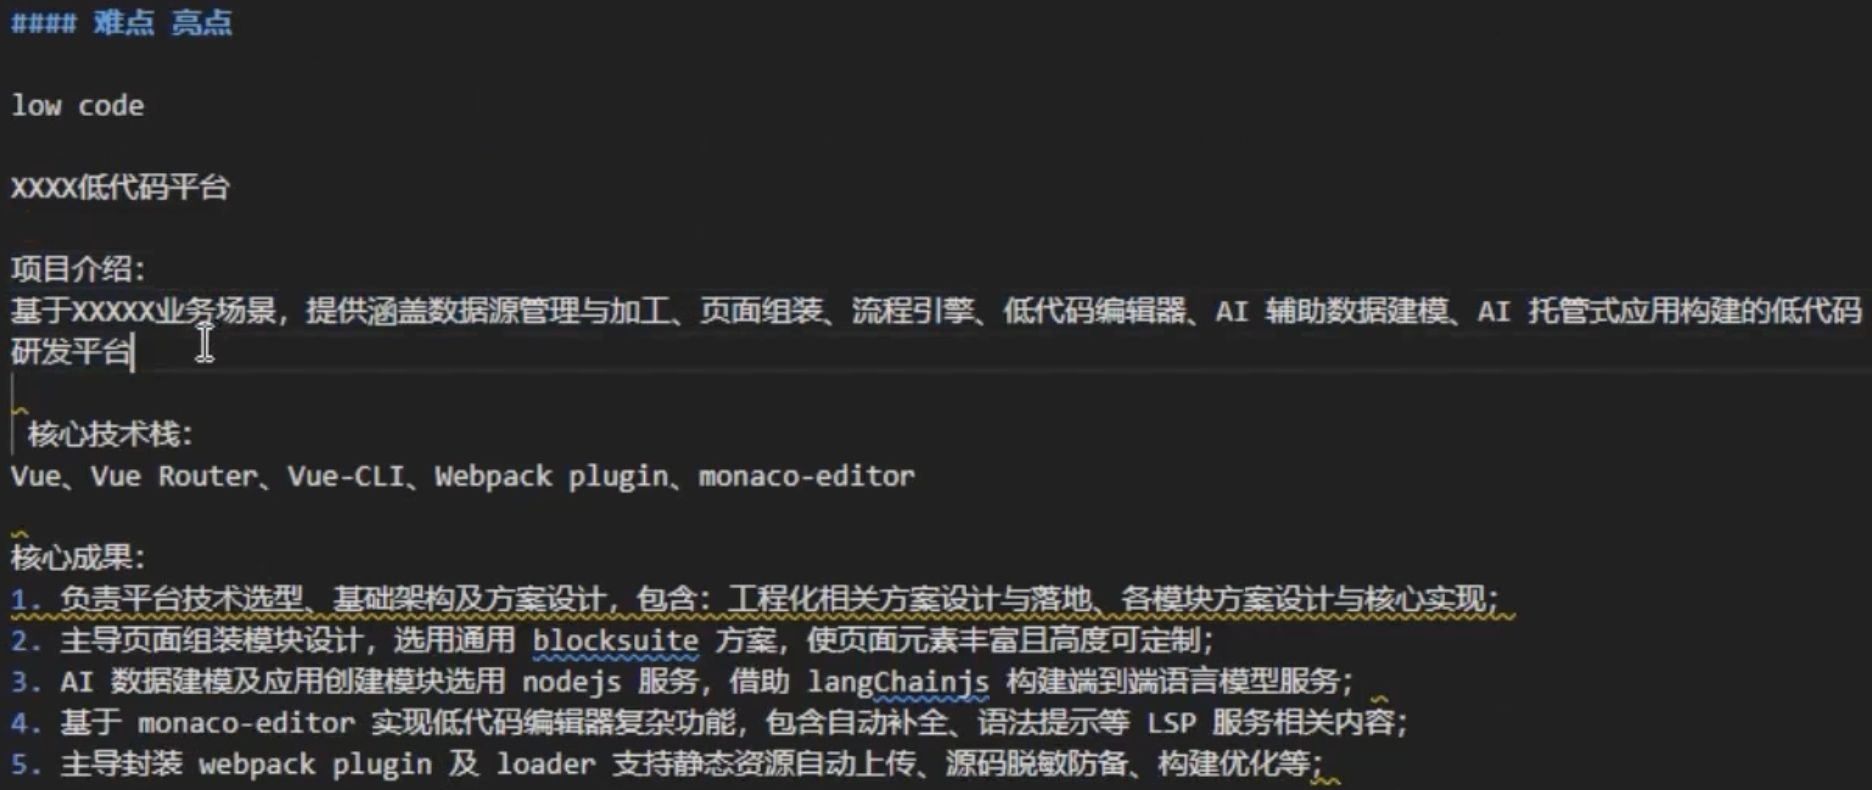 #### 难点 亮点
low code
XXXX低代码平台
项目介绍：
基于XXXXX业务场景，提供涵盖数据源管理与加工、页面组装、流程引擎、低代码编辑器、AI 辅助数据建模、AI 托管式应用构建的低代码
研发平台
核心技术栈：
Vue、Vue Router、Vue-CLI、Webpack plugin、monaco-editor
核心成果：
1. 负责平台技术选型、基础架构及方案设计，包含：工程化相关方案设计与落地、各模块方案设计与核心实现；
2. 主导页面组装模块设计，选用通用 blocksuite 方案，使页面元素丰富且高度可定制；
3. AI 数据建模及应用创建模块选用 nodejs 服务，借助 langChainjs 构建端到端语言模型服务；
4. 基于 monaco-editor 实现低代码编辑器复杂功能，包含自动补全、语法提示等 LSP 服务相关内容；
5. 主导封装 webpack plugin 及 loader 支持静态资源自动上传、源码脱敏防备、构建优化等；